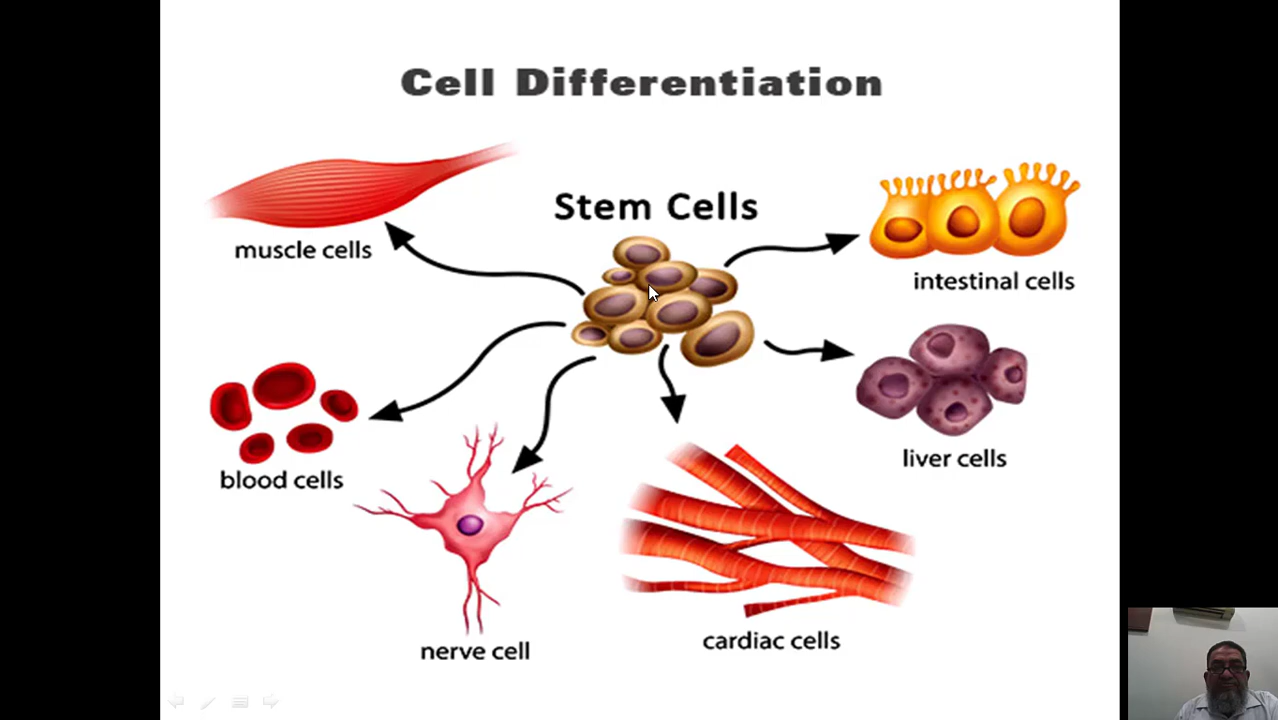 Cell Differentiation
Stem Cells
muscle cells
intestinal cells
blood cells
liver cells
nerve cell
cardiac cells